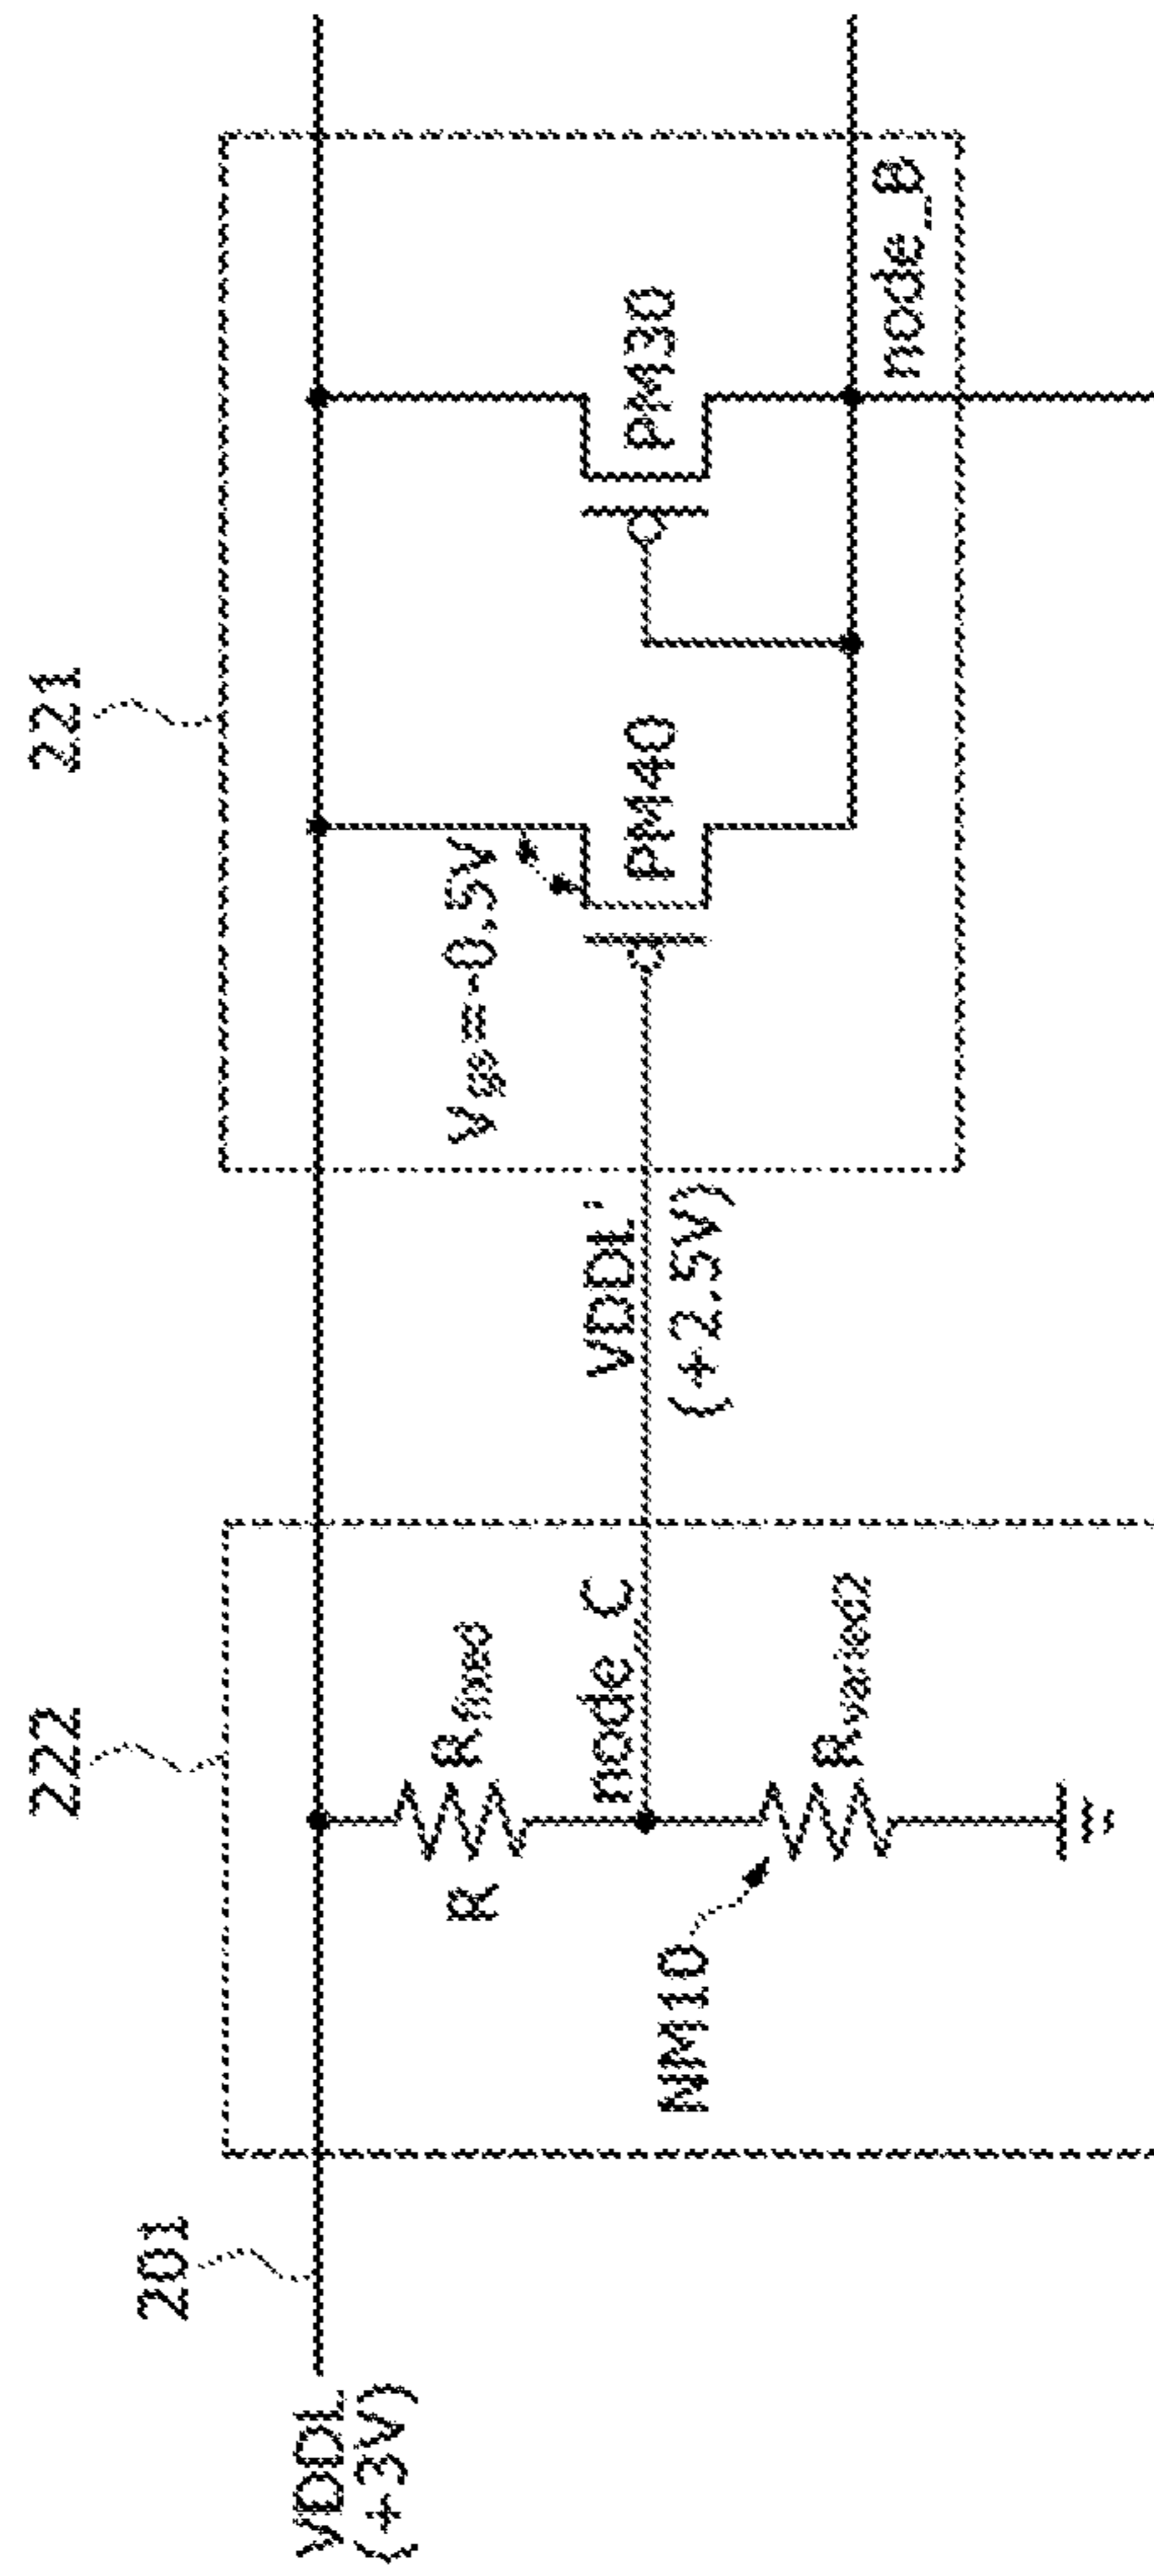 221
222
201
VDDL
(+3V)
R
Rfixed
node_C
NM10
Rvaried2
VDDL'
(+2.5V)
Vgs=-0.5V
PM40
PM30
node_B